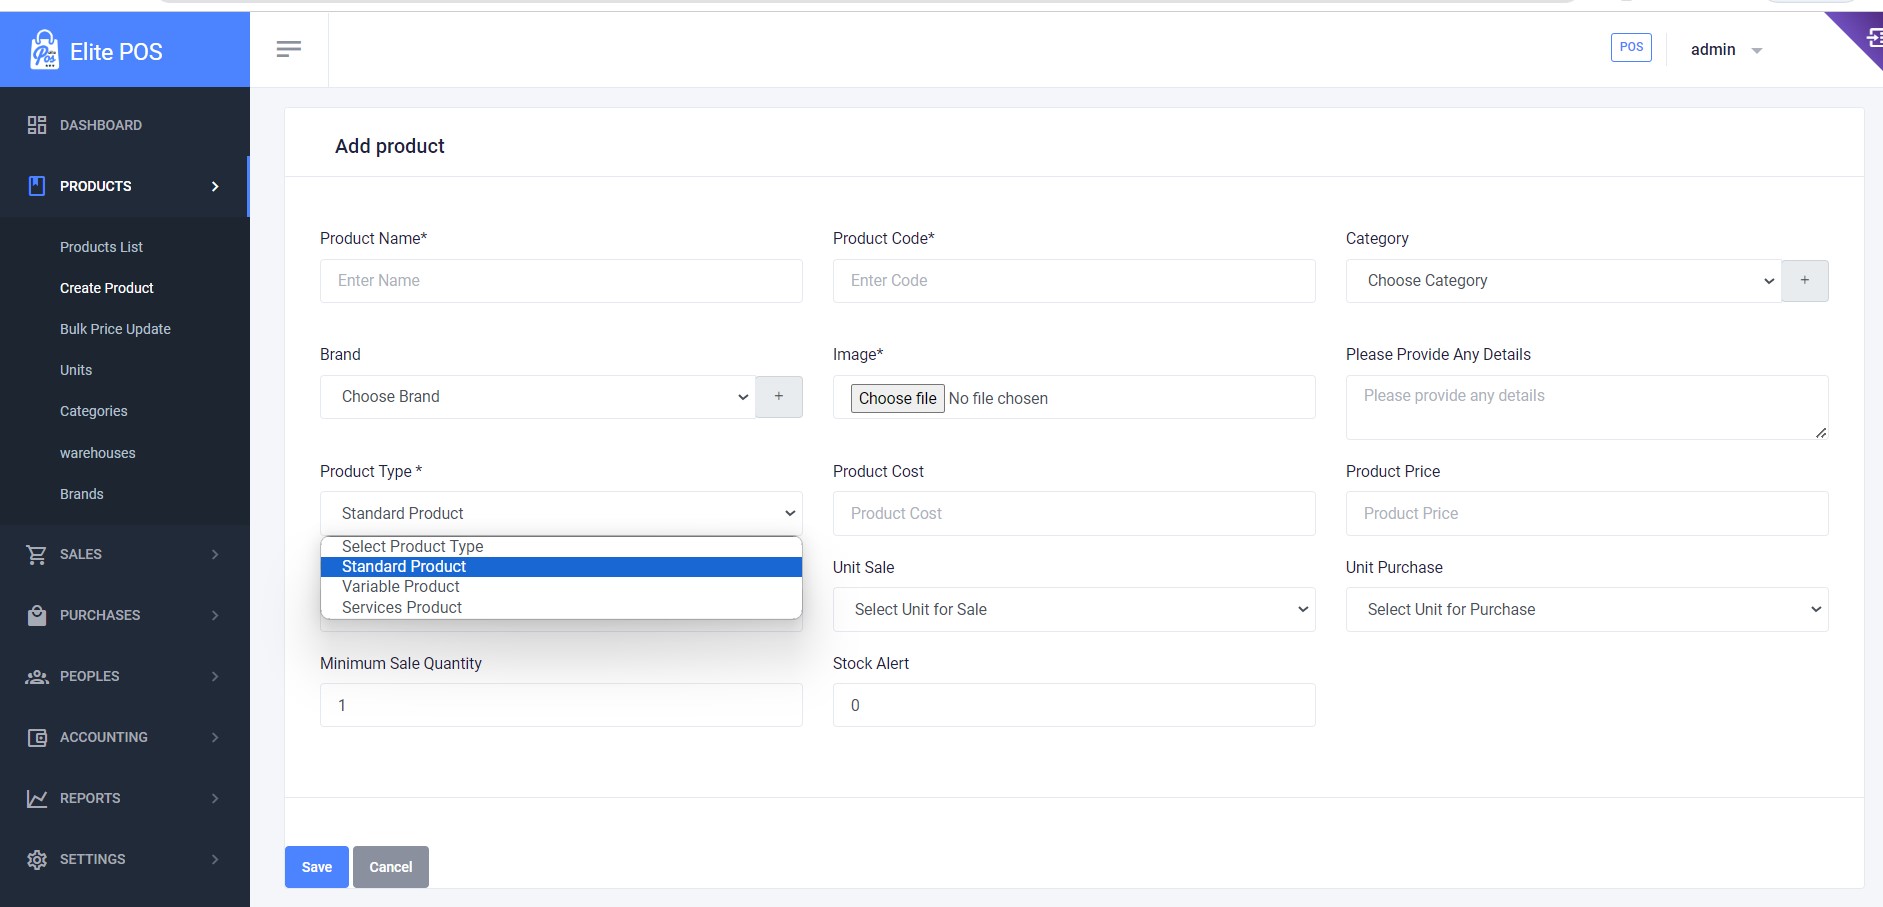 Elite POS
POS
admin
DASHBOARD
PRODUCTS
Products List
Create Product
Bulk Price Update
Units
Categories
warehouses
Brands
SALES
PURCHASES
PEOPLES
ACCOUNTING
REPORTS
SETTINGS
Add product
Product Name*
Enter Name
Product Code*
Enter Code
Category
Choose Category
+
Brand
Choose Brand
+
Image*
Choose file No file chosen
Please Provide Any Details
Please provide any details
Product Type *
Standard Product
Select Product Type
Standard Product
Variable Product
Services Product
Product Cost
Product Cost
Product Price
Product Price
Unit Sale
Select Unit for Sale
Unit Purchase
Select Unit for Purchase
Minimum Sale Quantity
1
Stock Alert
0
Save
Cancel